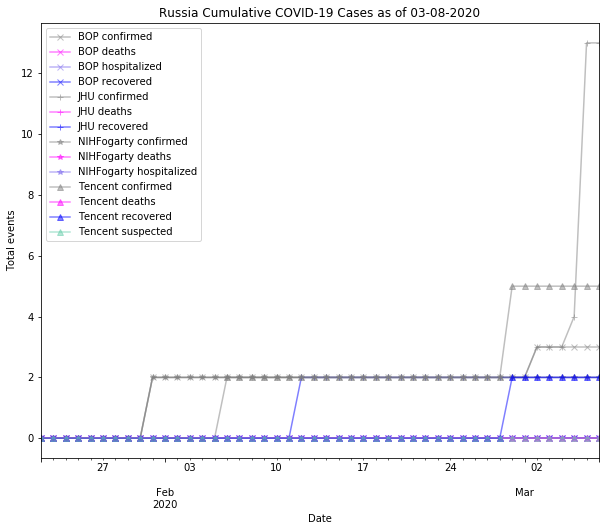 Russia Cumulative COVID-19 Cases as of 03-08-2020
BOP confirmed
BOP deaths
BOP hospitalized
BOP recovered
JHU confirmed
JHU deaths
JHU recovered
NIHFogarty confirmed
NIHFogarty deaths
NIHFogarty hospitalized
Tencent confirmed
Tencent deaths
Tencent recovered
Tencent suspected
Total events
12
10
8
6
4
2
0
27 03 10 17 24 02
Feb Mar
2020
Date